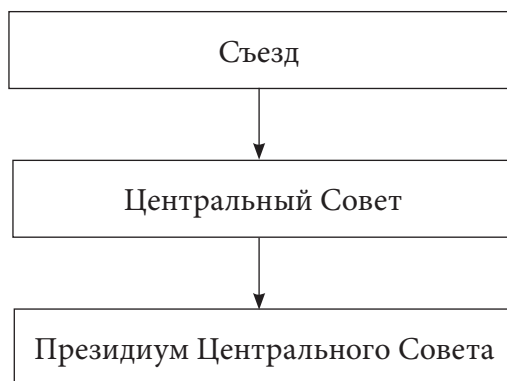 Съезд
Центральный Совет
Президиум Центрального Совета